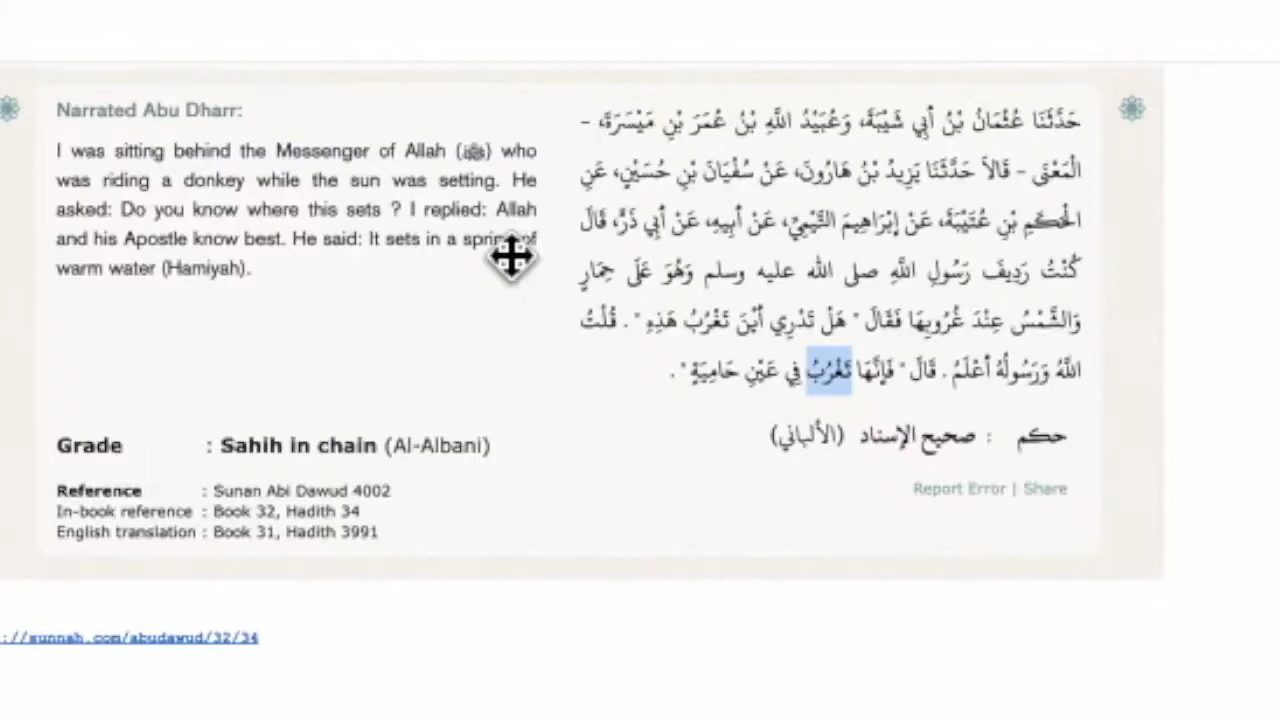 Narrated Abu Dharr:
I was sitting behind the Messenger of Allah (ﷺ) who
was riding a donkey while the sun was setting. He
asked: Do you know where this sets ? I replied: Allah
and his Apostle know best. He said: It sets in a spring of
warm water (Hamiyah).
حَدَّثَنَا عُثْمَانُ بْنُ أَبِي شَيْبَةَ، وَعُبَيْدُ اللَّهِ بْنُ عُمَرَ بْنِ مَيْسَرَةَ، -
الْمَعْنَى - قَالاَ حَدَّثَنَا يَزِيدُ بْنُ هَارُونَ، عَنْ سُفْيَانَ بْنِ حُسَيْنٍ، عَنِ
الْحَكَمِ بْنِ عُتَيْبَةَ، عَنْ إِبْرَاهِيمَ التَّيْمِيِّ، عَنْ أَبِيهِ، عَنْ أَبِي ذَرٍّ، قَالَ
كُنْتُ رَدِيفَ رَسُولِ اللَّهِ صلى الله عليه وسلم وَهُوَ عَلَى حِمَارٍ
وَالشَّمْسُ عِنْدَ غُرُوبِهَا فَقَالَ " هَلْ تَدْرِي أَيْنَ تَغْرُبُ هَذِهِ " . قُلْتُ
اللَّهُ وَرَسُولُهُ أَعْلَمُ . قَالَ " فَإِنَّهَا تَغْرُبُ فِي عَيْنِ حَامِيَةٍ " .
Grade : Sahih in chain (Al-Albani)
حكم : صحيح الإسناد (الألباني)
Reference : Sunan Abi Dawud 4002
In-book reference : Book 32, Hadith 34
English translation : Book 31, Hadith 3991
Report Error | Share
://sunnah.com/abudawud/32/34